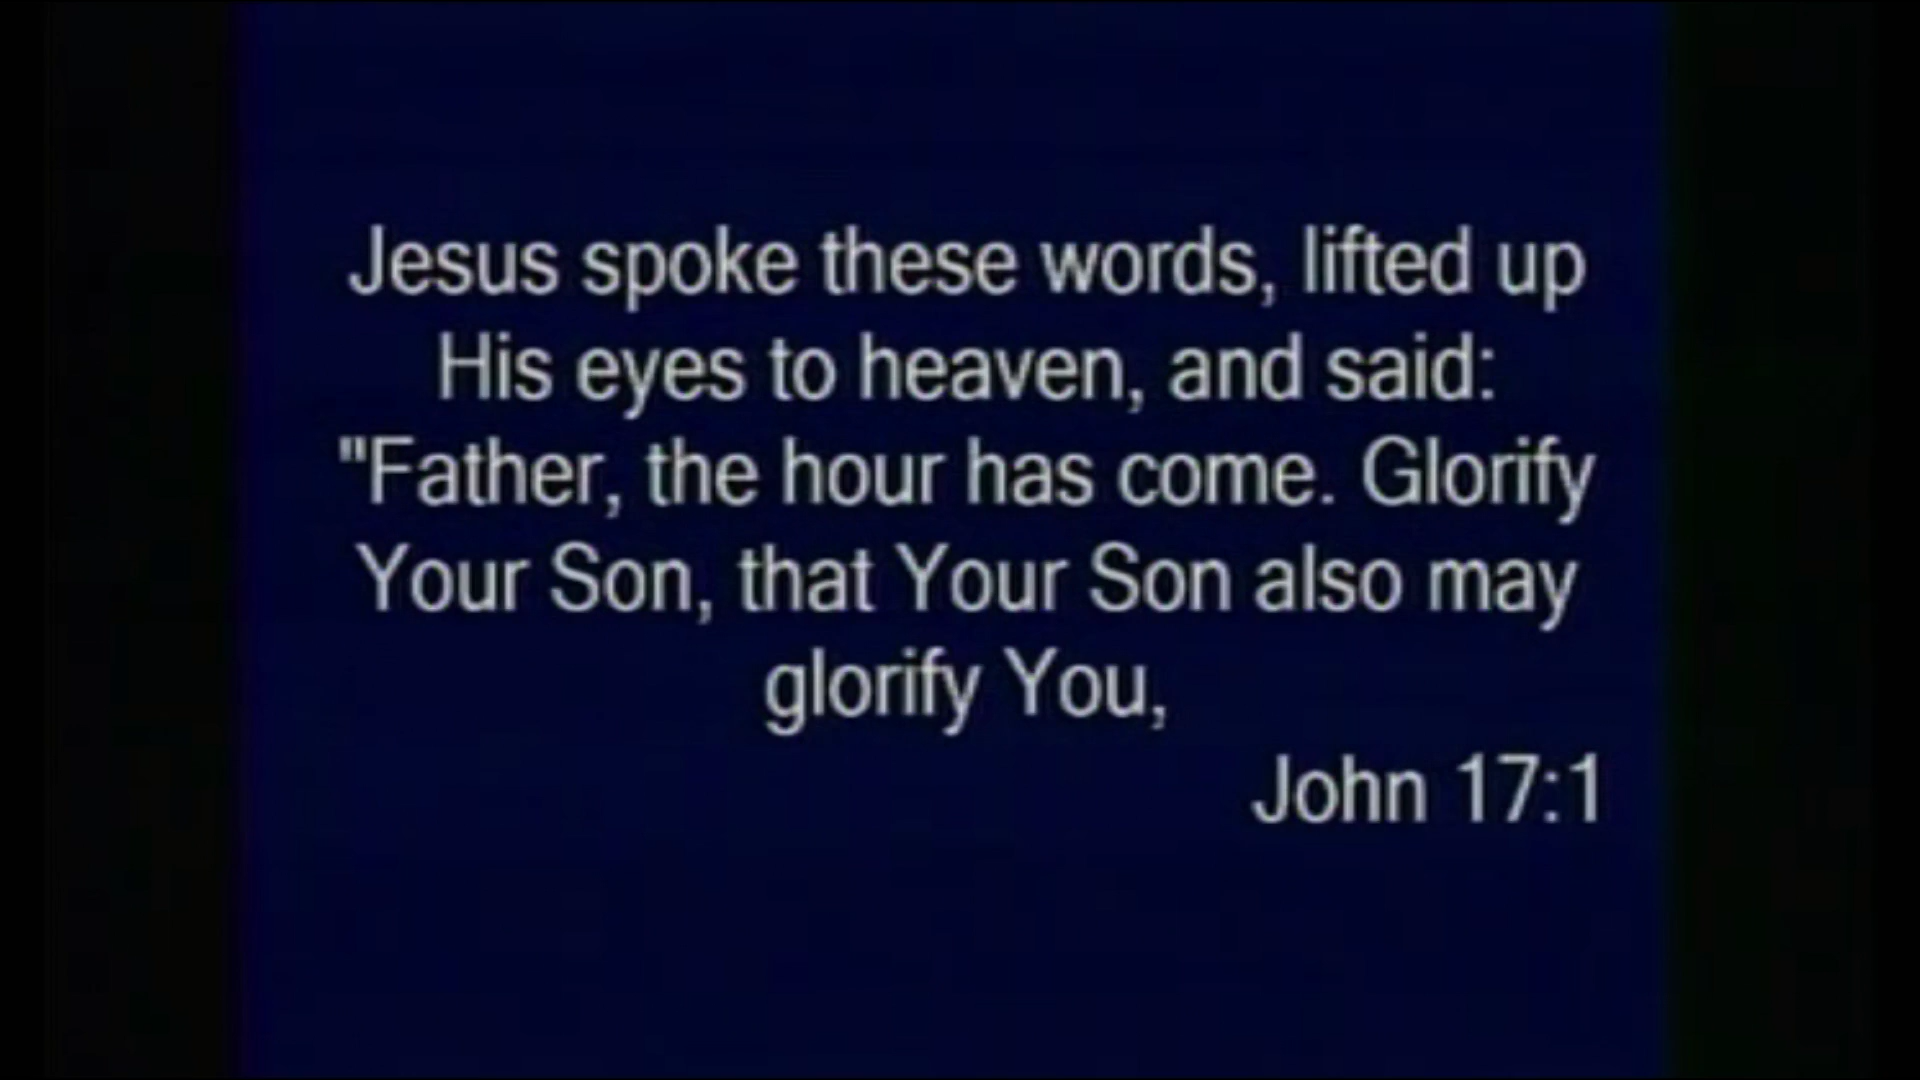 Jesus spoke these words, lifted up
His eyes to heaven, and said:
"Father, the hour has come. Glorify
Your Son, that Your Son also may
glorify You,
John 17:1